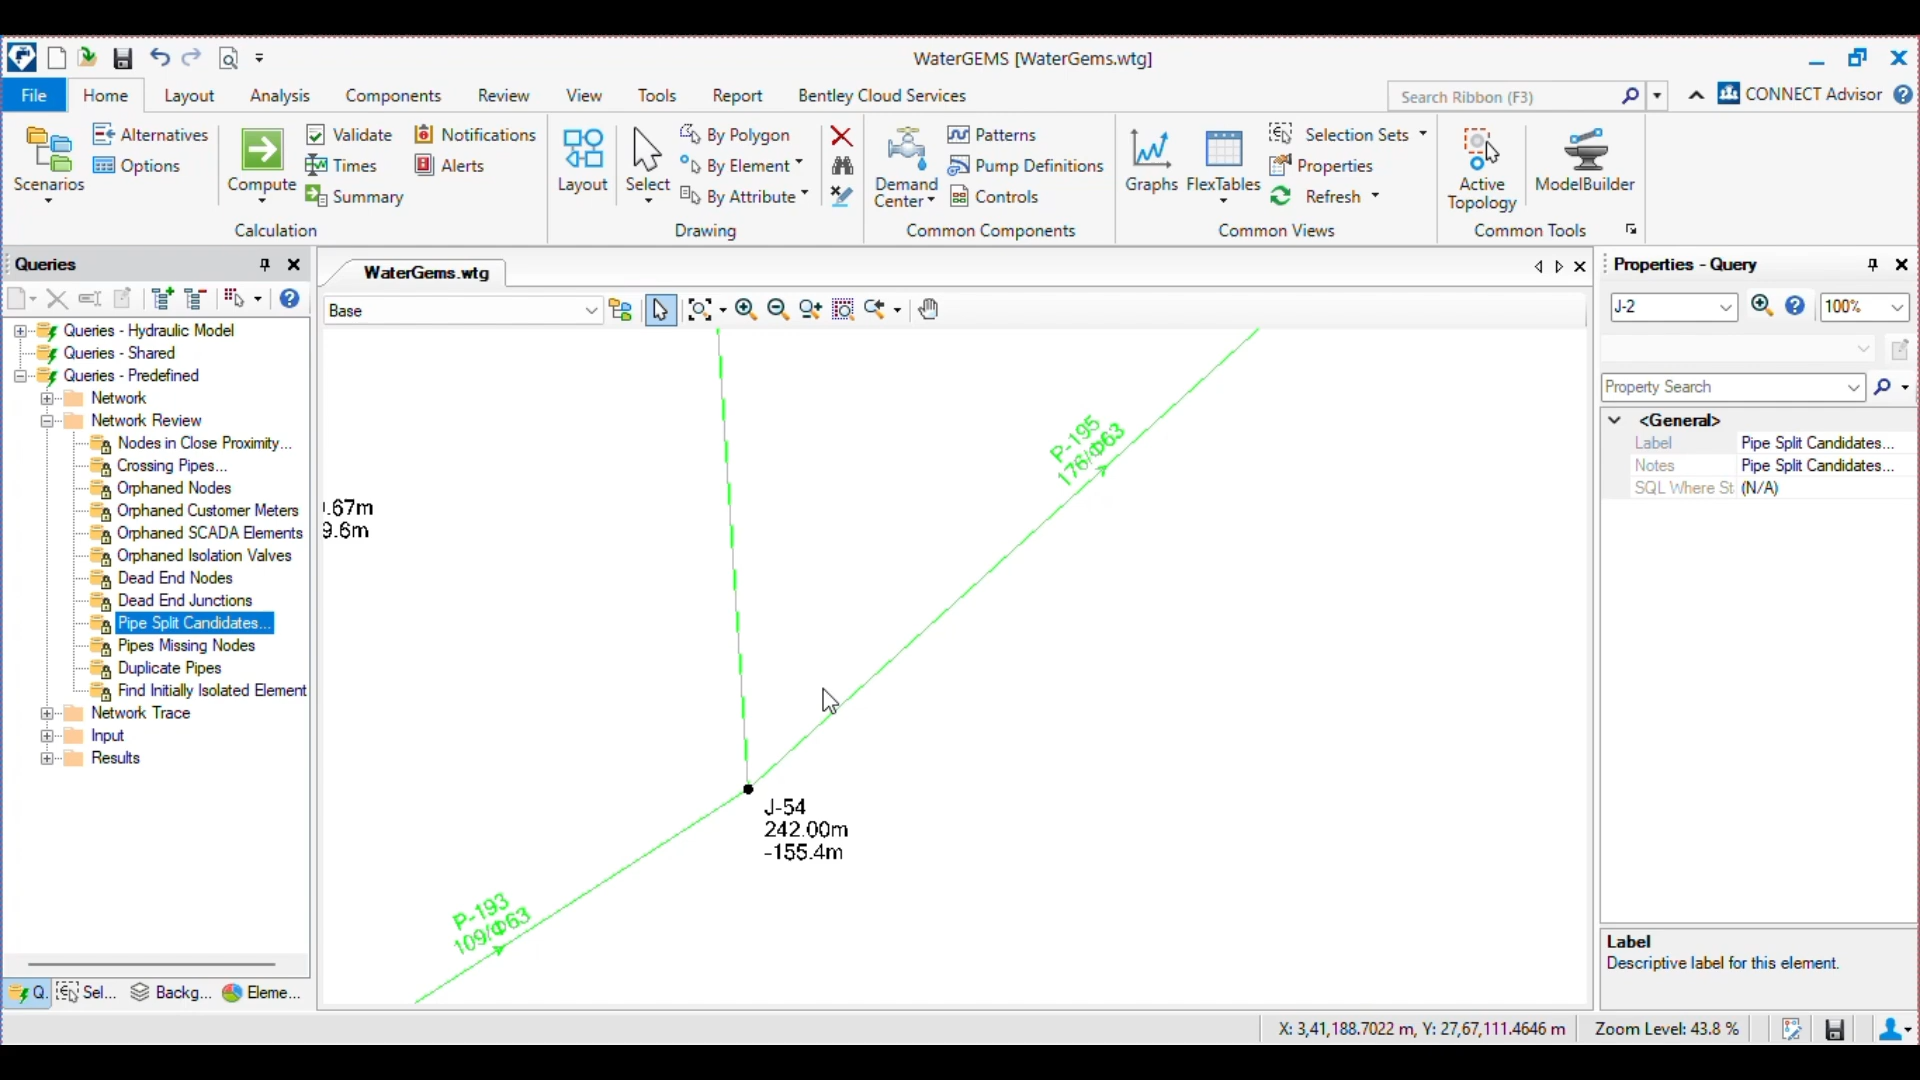 WaterGEMS [WaterGems.wtg]
File Home Layout Analysis Components Review View Tools Report Bentley Cloud Services
Search Ribbon (F3)
CONNECT Advisor
Scenarios
Alternatives
Options
Compute
Validate
Times
Summary
Notifications
Alerts
Calculation
Layout
Select
By Polygon
By Element
By Attribute
Drawing
Demand
Center
Patterns
Pump Definitions
Controls
Common Components
Graphs
FlexTables
Selection Sets
Properties
Refresh
Common Views
Active
Topology
ModelBuilder
Common Tools
Queries
Queries - Hydraulic Model
Queries - Shared
Queries - Predefined
Network
Network Review
Nodes in Close Proximity...
Crossing Pipes...
Orphaned Nodes
Orphaned Customer Meters
Orphaned SCADA Elements
Orphaned Isolation Valves
Dead End Nodes
Dead End Junctions
Pipe Split Candidates...
Pipes Missing Nodes
Duplicate Pipes
Find Initially Isolated Element
Network Trace
Input
Results
Q.
Sel...
Backg...
Eleme...
WaterGems.wtg
Base
.67m
9.6m
P-195
176/Φ63
J-54
242.00m
-155.4m
P-193
109/Φ63
Properties - Query
J-2
100%
Property Search
<General>
Label Pipe Split Candidates...
Notes Pipe Split Candidates...
SQL Where St (N/A)
Label
Descriptive label for this element.
X: 3,41,188.7022 m, Y: 27,67,111.4646 m
Zoom Level: 43.8 %